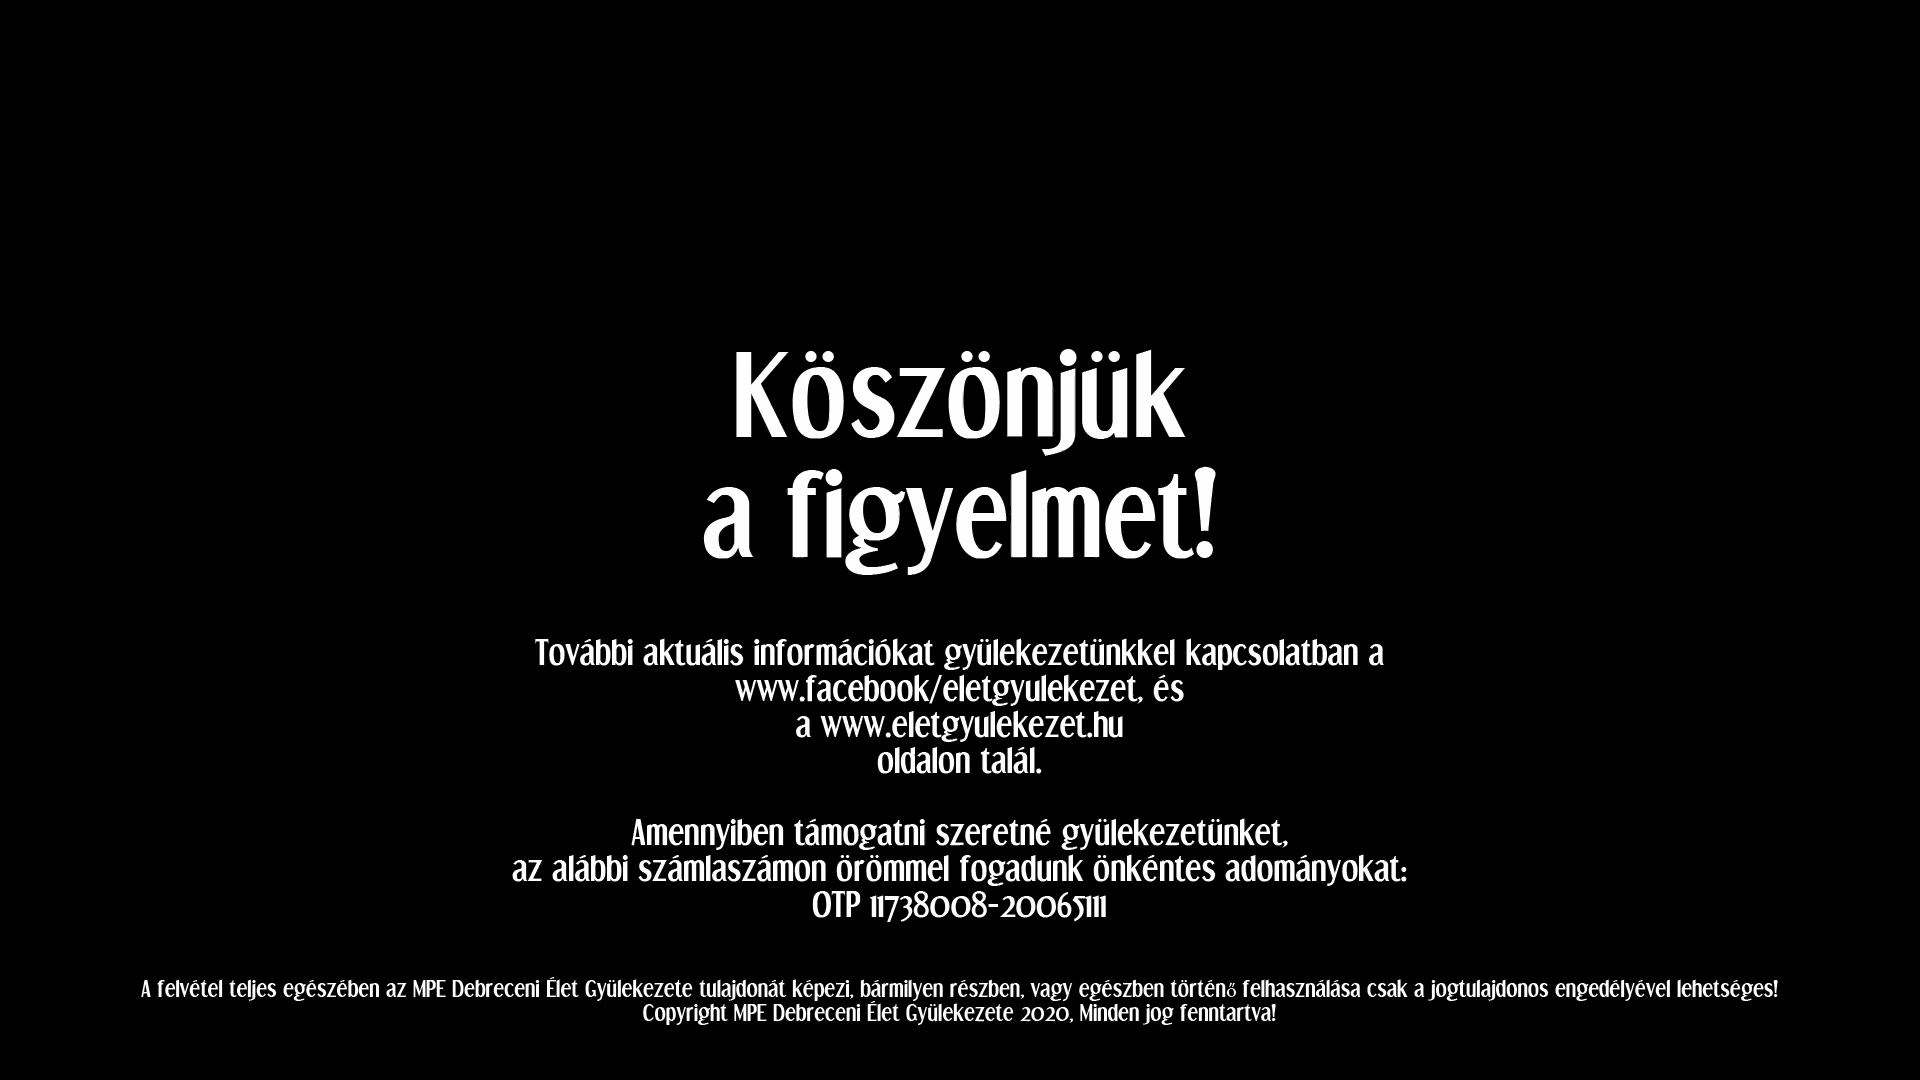 Köszönjük
a figyelmet!
További aktuális információkat gyülekezetünkkel kapcsolatban a
www.facebook/eletgyulekezet, és
a www.eletgyulekezet.hu
oldalon talál.
Amennyiben támogatni szeretné gyülekezetünket,
az alábbi számlaszámon örömmel fogadunk önkéntes adományokat:
OTP 11738008-20065111
A felvétel teljes egészében az MPE Debreceni Élet Gyülekezete tulajdonát képezi, bármilyen részben, vagy egészben történő felhasználása csak a jogtulajdonos engedélyével lehetséges!
Copyright MPE Debreceni Élet Gyülekezete 2020, Minden jog fenntartva!